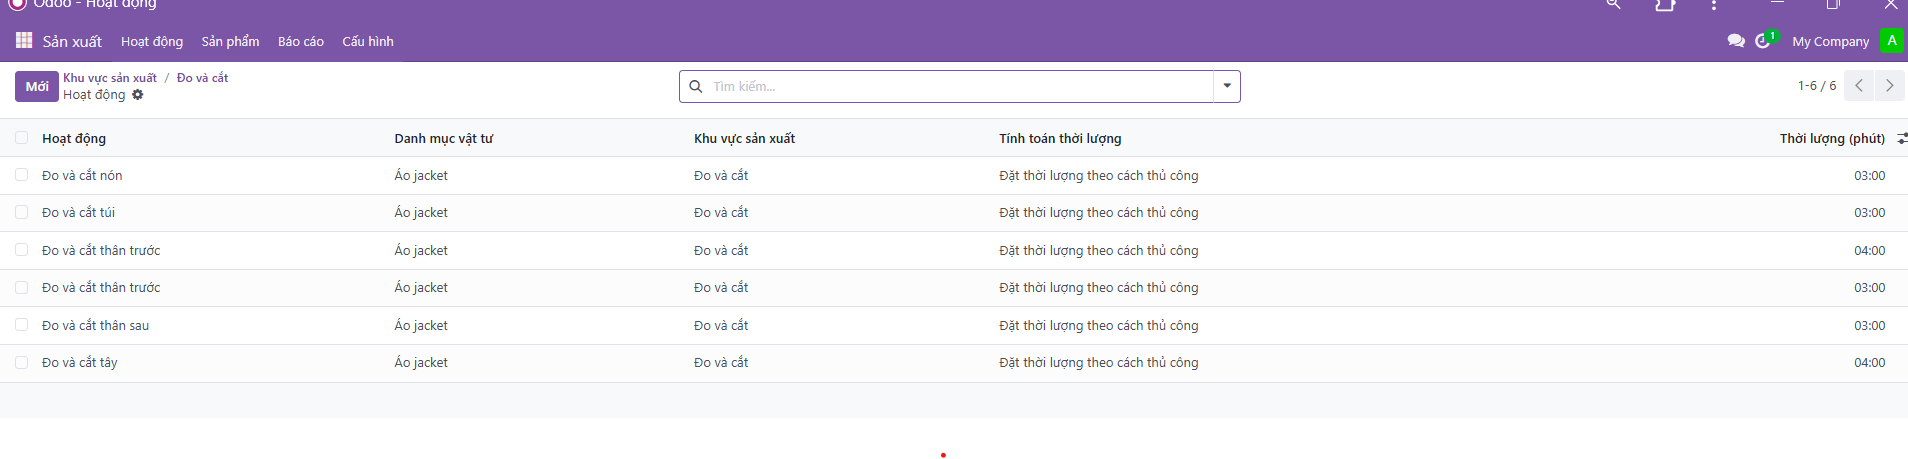 Odoo - Hoạt động
Sản xuất Hoạt động Sản phẩm Báo cáo Cấu hình 1 My Company A
Mới Khu vực sản xuất / Đo và cắt
Hoạt động
Tìm kiếm...
1-6 / 6
Hoạt động Danh mục vật tư Khu vực sản xuất Tính toán thời lượng Thời lượng (phút)
Đo và cắt nón Áo jacket Đo và cắt Đặt thời lượng theo cách thủ công 03:00
Đo và cắt túi Áo jacket Đo và cắt Đặt thời lượng theo cách thủ công 03:00
Đo và cắt thân trước Áo jacket Đo và cắt Đặt thời lượng theo cách thủ công 04:00
Đo và cắt thân trước Áo jacket Đo và cắt Đặt thời lượng theo cách thủ công 03:00
Đo và cắt thân sau Áo jacket Đo và cắt Đặt thời lượng theo cách thủ công 03:00
Đo và cắt tây Áo jacket Đo và cắt Đặt thời lượng theo cách thủ công 04:00